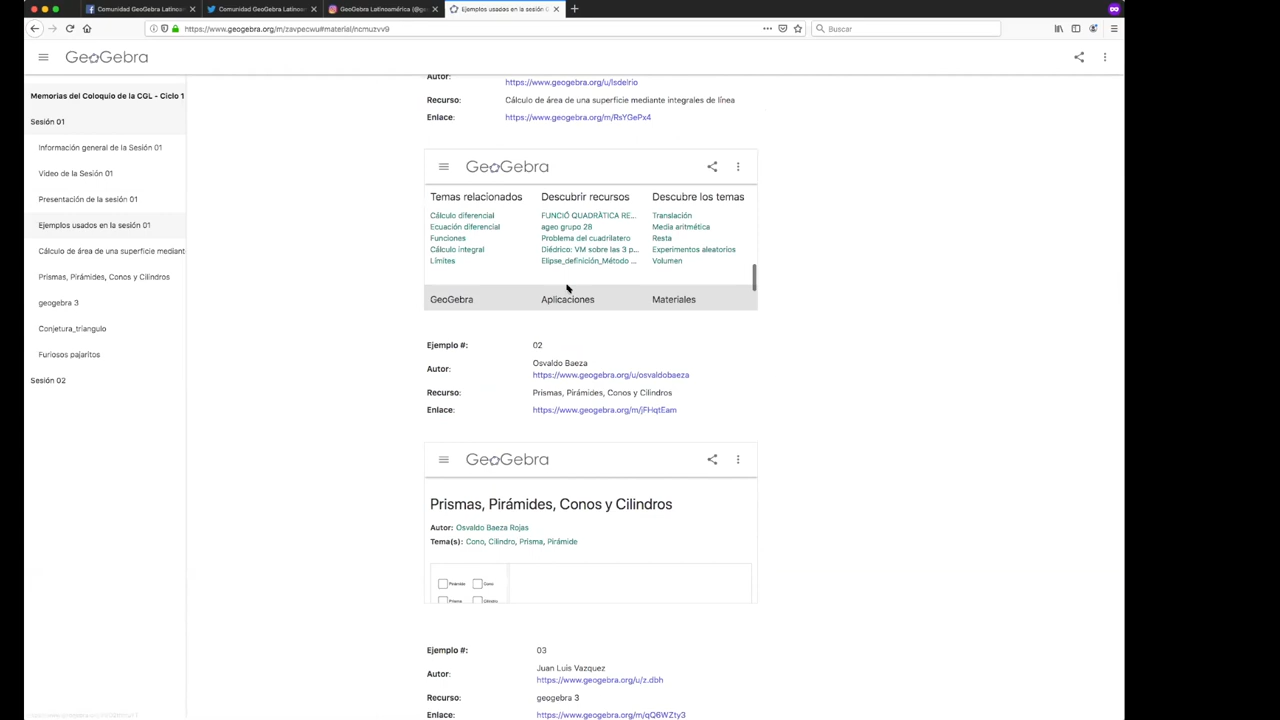 Comunidad GeoGebra Latinoam
Comunidad GeoGebra Latinoam
GeoGebra Latinoamérica (@ge
Ejemplos usados en la sesión 0
https://www.geogebra.org/m/zavpecwu#material/ncmuzvv9
Buscar
GeoGebra
Memorias del Coloquio de la CGL - Ciclo 1
Sesión 01
Información general de la Sesión 01
Video de la Sesión 01
Presentación de la sesión 01
Ejemplos usados en la sesión 01
Cálculo de área de una superficie mediant
Prismas, Pirámides, Conos y Cilindros
geogebra 3
Conjetura_triangulo
Furiosos pajaritos
Sesión 02
Autor:
https://www.geogebra.org/u/lsdelrio
Recurso: Cálculo de área de una superficie mediante integrales de línea
Enlace: https://www.geogebra.org/m/RsYGePx4
GeoGebra
Temas relacionados Descubrir recursos Descubre los temas
Cálculo diferencial FUNCIÓ QUADRÀTICA RE... Translación
Ecuación diferencial ageo grupo 28 Media aritmética
Funciones Problema del cuadrilatero Resta
Cálculo integral Diédrico: VM sobre las 3 p... Experimentos aleatorios
Límites Elipse_definición_Método ... Volumen
GeoGebra Aplicaciones Materiales
Ejemplo #: 02
Osvaldo Baeza
Autor:
https://www.geogebra.org/u/osvaldobaeza
Recurso: Prismas, Pirámides, Conos y Cilindros
Enlace: https://www.geogebra.org/m/jFHqtEam
GeoGebra
Prismas, Pirámides, Conos y Cilindros
Autor: Osvaldo Baeza Rojas
Tema(s): Cono, Cilindro, Prisma, Pirámide
Pirámide Cono
Prisma Cilindro
Ejemplo #: 03
Juan Luis Vazquez
Autor:
https://www.geogebra.org/u/z.dbh
Recurso: geogebra 3
Enlace: https://www.geogebra.org/m/qQ6WZty3